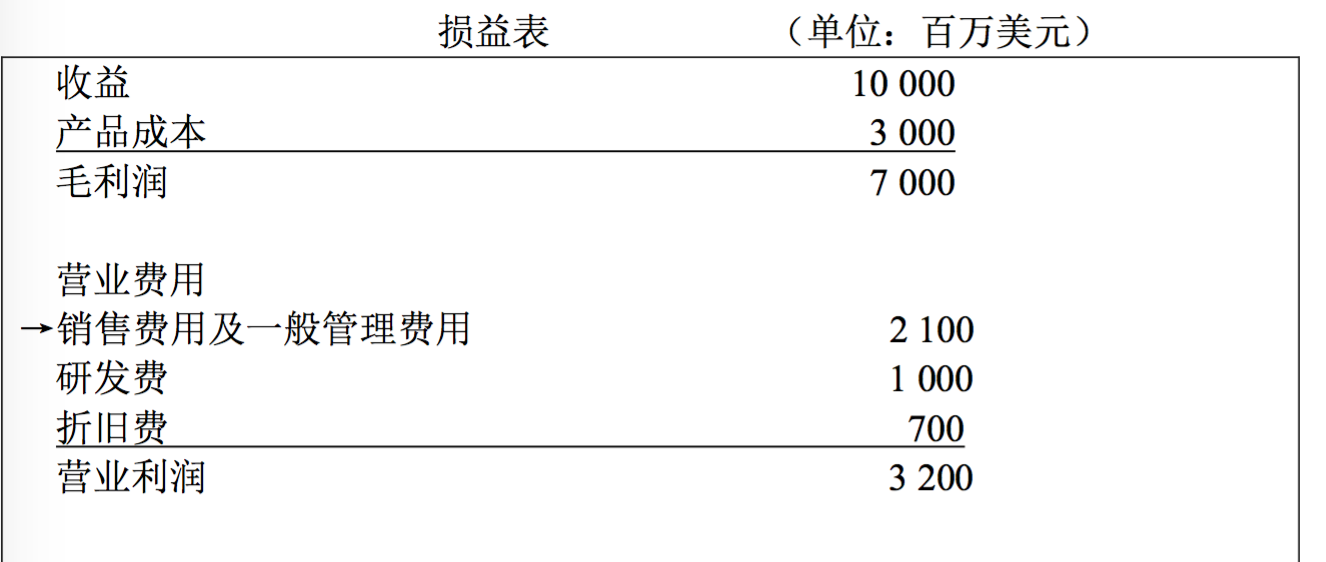 损益表 （单位：百万美元）
收益 10 000
产品成本 3 000
毛利润 7 000
营业费用
→销售费用及一般管理费用 2 100
研发费 1 000
折旧费 700
营业利润 3 200